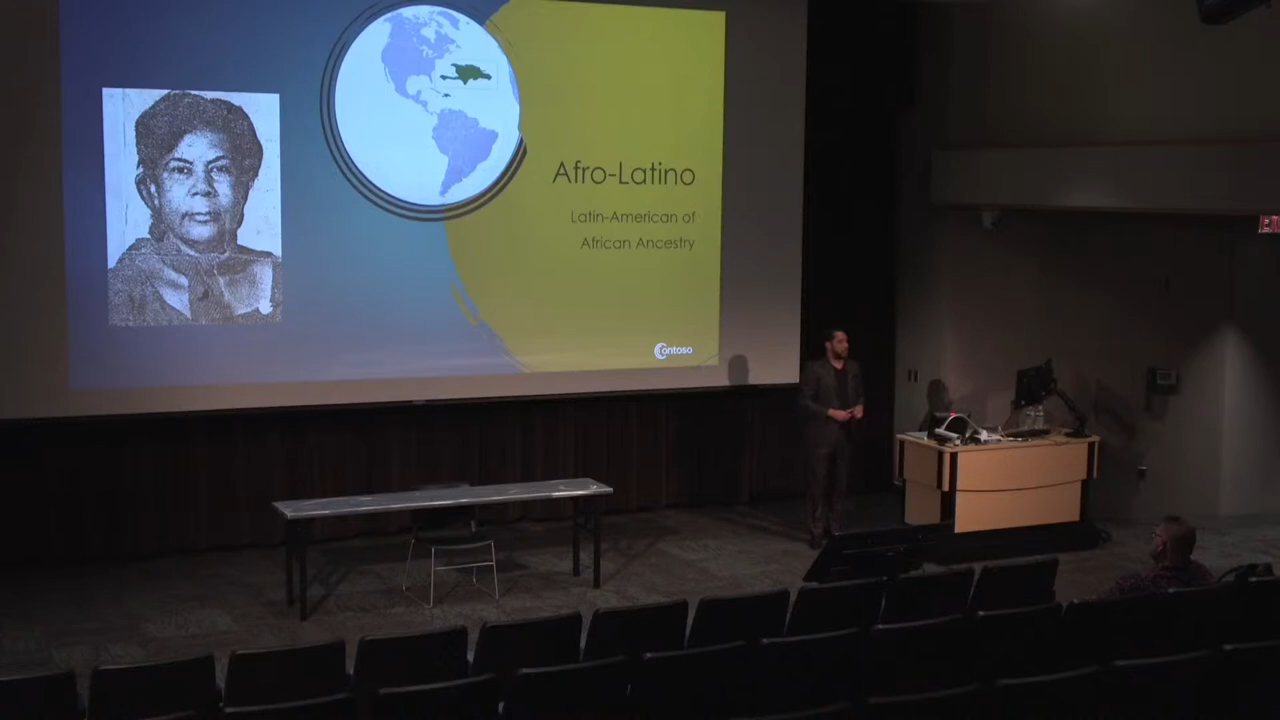 Afro-Latino
Latin-American of
African Ancestry
Contoso